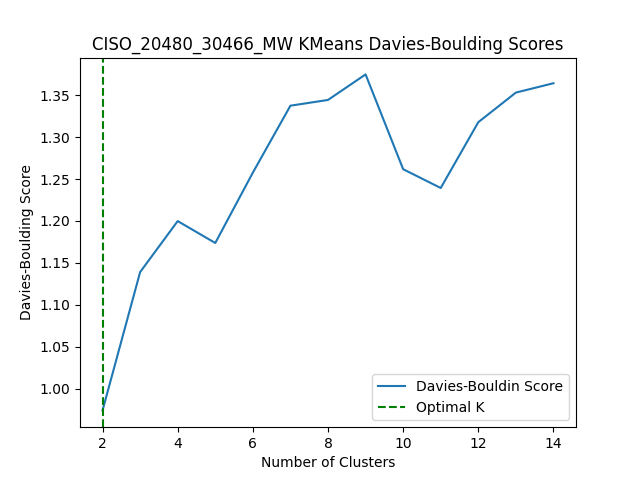 CISO_20480_30466_MW KMeans Davies-Boulding Scores
Davies-Boulding Score
1.35
1.30
1.25
1.20
1.15
1.10
1.05
1.00
Davies-Bouldin Score
Optimal K
2 4 6 8 10 12 14
Number of Clusters